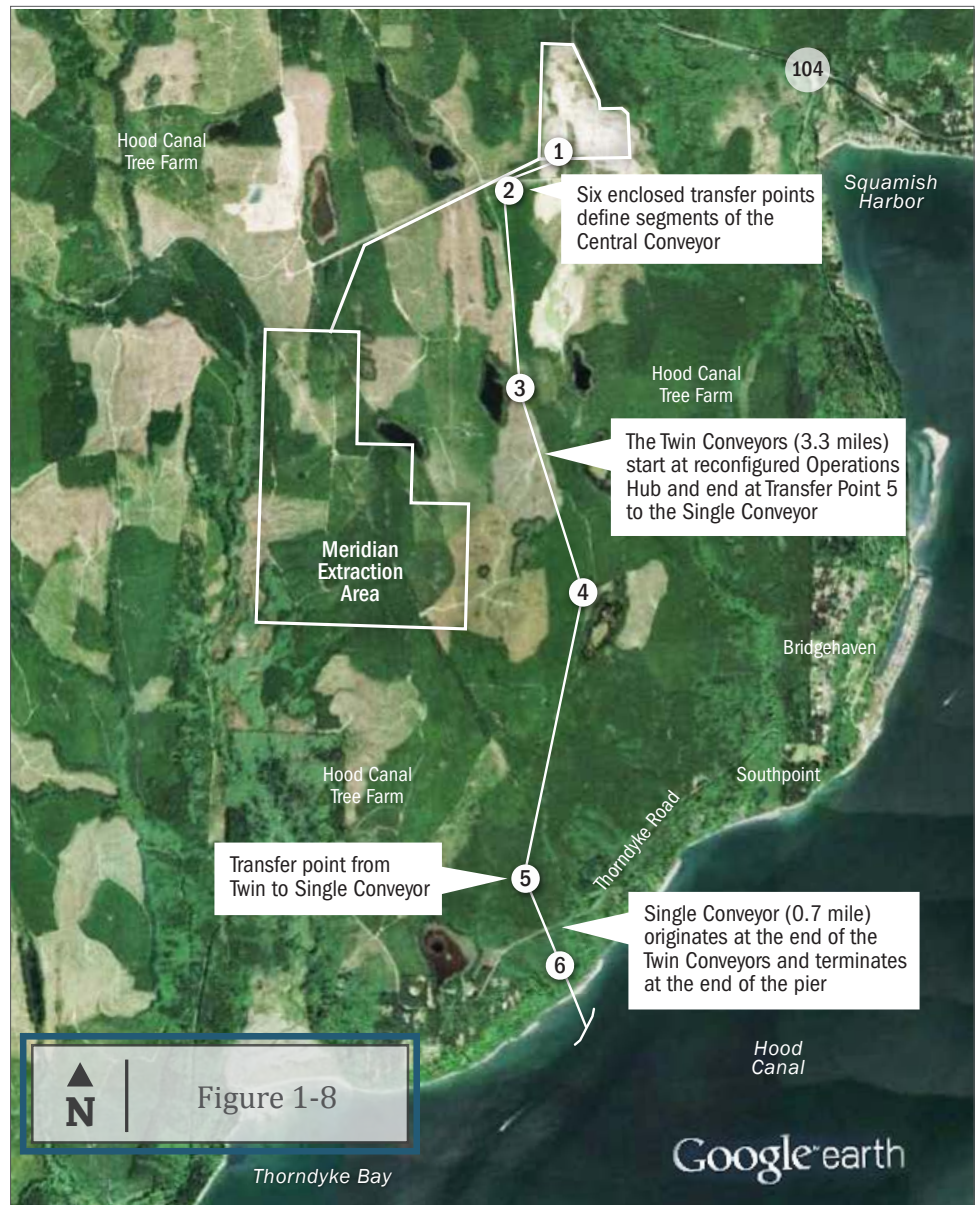 104
Hood Canal
Tree Farm
1
Squamish
Harbor
2
Six enclosed transfer points
define segments of the
Central Conveyor
3
Hood Canal
Tree Farm
The Twin Conveyors (3.3 miles)
start at reconfigured Operations
Hub and end at Transfer Point 5
to the Single Conveyor
Meridian
Extraction
Area
4
Bridgehaven
Hood Canal
Tree Farm
Southpoint
Thorndyke Road
Transfer point from
Twin to Single Conveyor
5
Single Conveyor (0.7 mile)
originates at the end of the
Twin Conveyors and terminates
at the end of the pier
6
Hood
Canal
N
Figure 1-8
Google earth
Thorndyke Bay